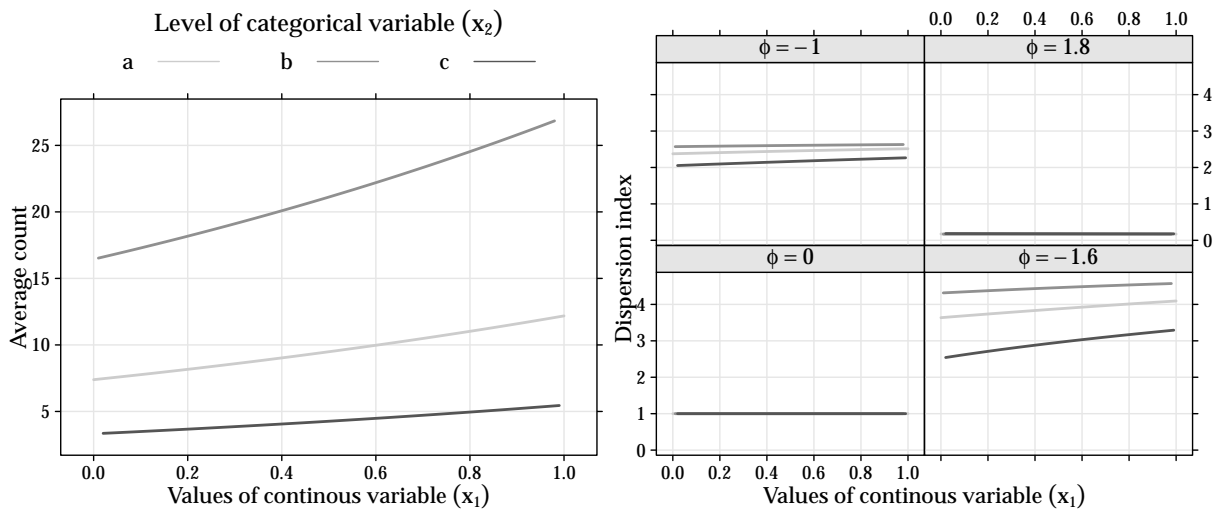 Level of categorical variable (x₂)
a b c
Average count
25
20
15
10
5
0.0 0.2 0.4 0.6 0.8 1.0
Values of continous variable (x₁)
0.0 0.2 0.4 0.6 0.8 1.0
ϕ = −1 ϕ = 1.8
4
3
2
1
0
Dispersion index
ϕ = 0 ϕ = −1.6
4
3
2
1
0
0.0 0.2 0.4 0.6 0.8 1.0
Values of continous variable (x₁)